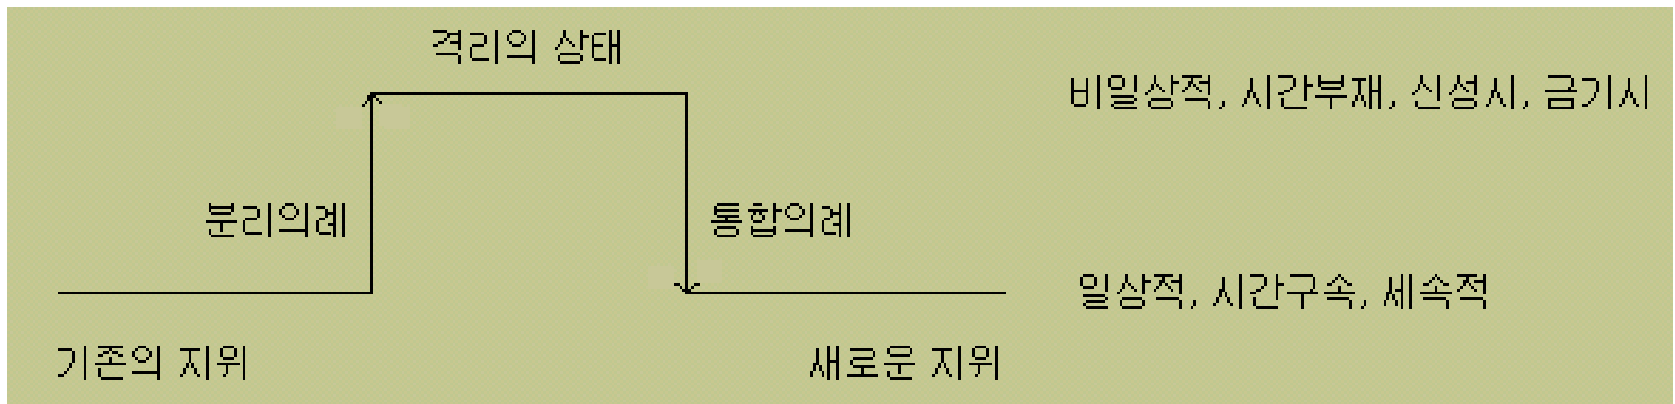 격리의 상태
비일상적, 시간부재, 신성시, 금기시
분리의례
통합의례
일상적, 시간구속, 세속적
기존의 지위
새로운 지위